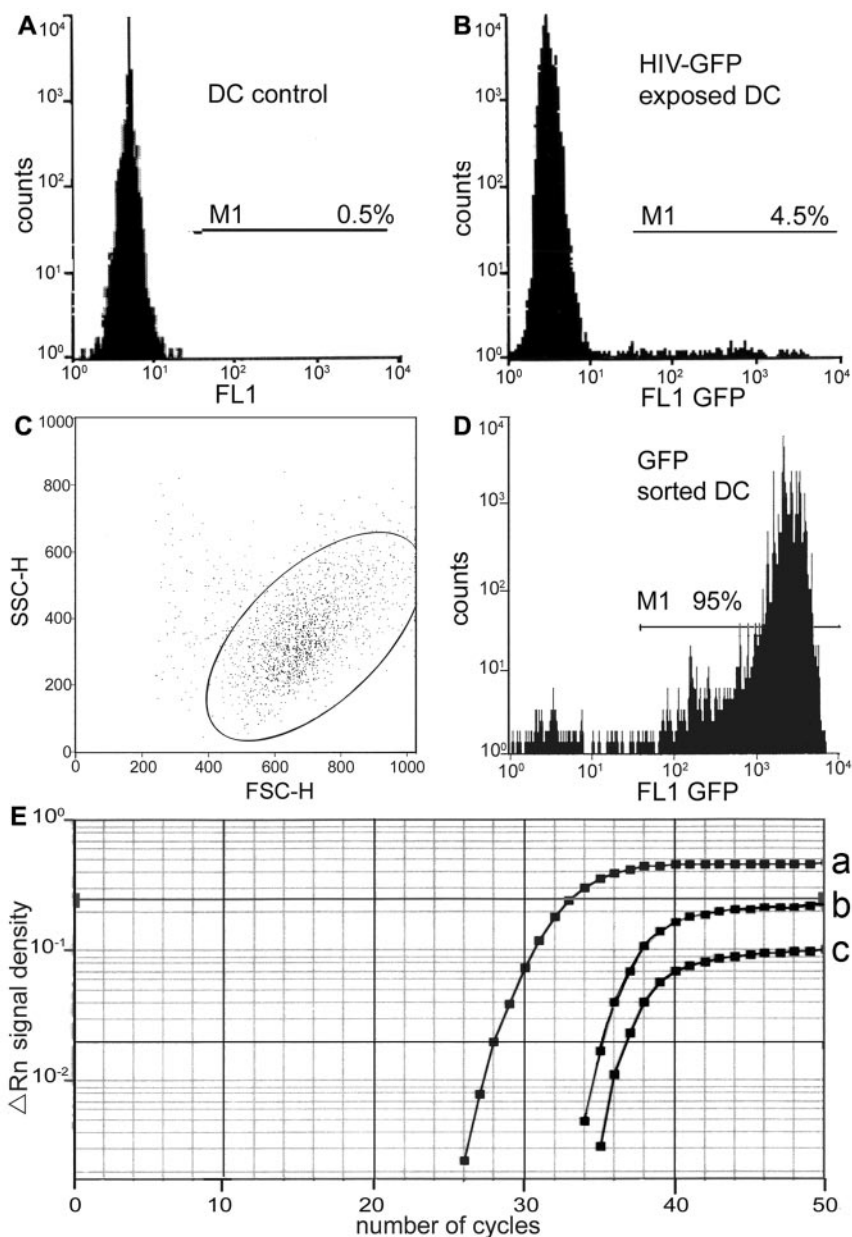 A
10⁴
10³
10²
10¹
10⁰
counts
DC control
M1 0.5%
10⁰ 10¹ 10² 10³ 10⁴
FL1
B
10⁴
10³
10²
10¹
10⁰
counts
HIV-GFP
exposed DC
M1 4.5%
10⁰ 10¹ 10² 10³ 10⁴
FL1 GFP
C
1000
800
600
400
200
0
SSC-H
0 200 400 600 800 1000
FSC-H
D
10⁴
10³
10²
10¹
10⁰
counts
GFP
sorted DC
M1 95%
10⁰ 10¹ 10² 10³ 10⁴
FL1 GFP
E
10⁰
10⁻¹
10⁻²
△Rn signal density
a
b
c
0 10 20 30 40 50
number of cycles